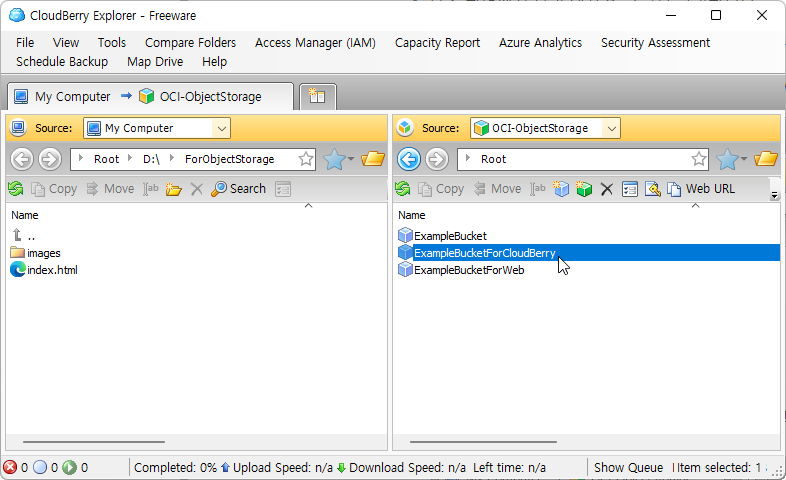 CloudBerry Explorer - Freeware
File View Tools Compare Folders Access Manager (IAM) Capacity Report Azure Analytics Security Assessment
Schedule Backup Map Drive Help
My Computer OCI-ObjectStorage
Source: My Computer
Root D:\ ForObjectStorage
Copy Move Iab Search
Name
..
images
index.html
Source: OCI-ObjectStorage
Root
Copy Move Iab Web URL
Name
ExampleBucket
ExampleBucketForCloudBerry
ExampleBucketForWeb
0 0 0 Completed: 0% Upload Speed: n/a Download Speed: n/a Left time: n/a Show Queue Item selected: 1